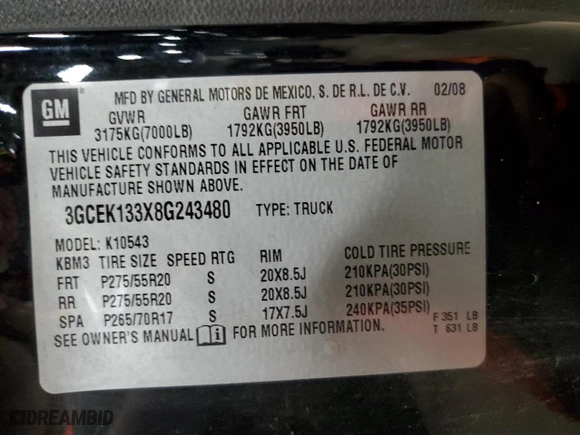 GM
MFD BY GENERAL MOTORS DE MEXICO, S. DE R.L. DE C.V. 02/08
GVWR GAWR FRT GAWR RR
3175KG(7000LB) 1792KG(3950LB) 1792KG(3950LB)
THIS VEHICLE CONFORMS TO ALL APPLICABLE U.S. FEDERAL MOTOR
VEHICLE SAFETY STANDARDS IN EFFECT ON THE DATE OF
MANUFACTURE SHOWN ABOVE.
3GCEK133X8G243480 TYPE: TRUCK
MODEL: K10543
KBM3 TIRE SIZE SPEED RTG RIM COLD TIRE PRESSURE
FRT P275/55R20 S 20X8.5J 210KPA(30PSI)
RR P275/55R20 S 20X8.5J 210KPA(30PSI)
SPA P265/70R17 S 17X7.5J 240KPA(35PSI)
F 351 LB
SEE OWNER'S MANUAL i FOR MORE INFORMATION. T 631 LB
DREAMBID